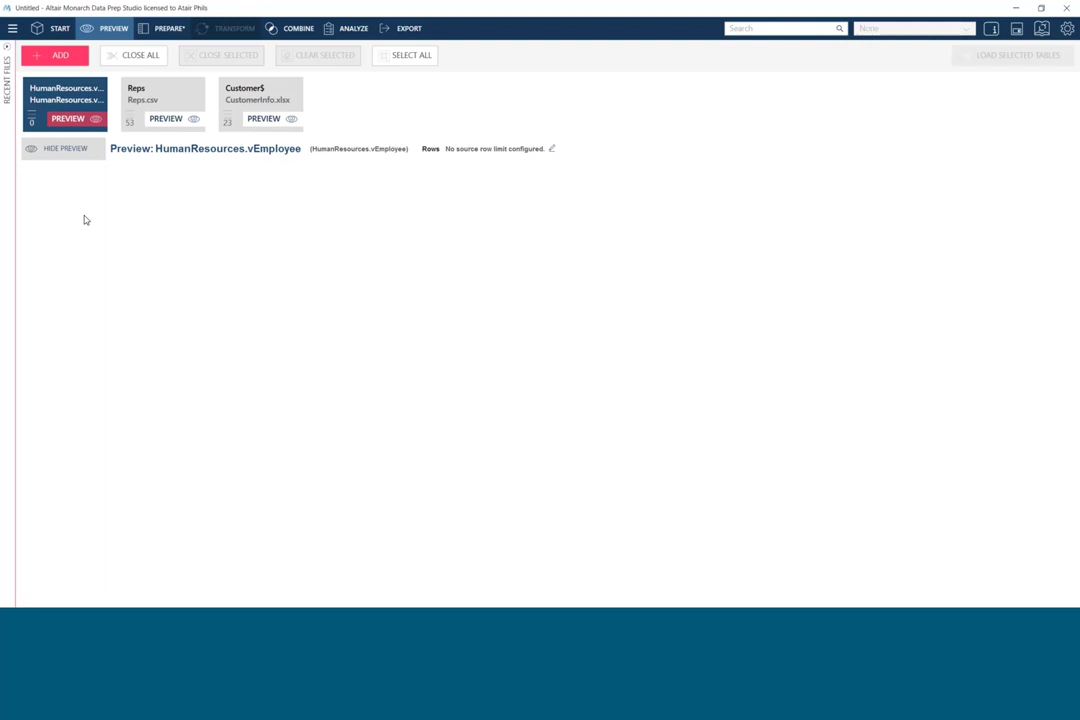 Untitled - Altair Monarch Data Prep Studio licensed to Atair Phils
START PREVIEW PREPARE* TRANSFORM COMBINE ANALYZE EXPORT Search None
ADD CLOSE ALL CLOSE SELECTED CLEAR SELECTED SELECT ALL LOAD SELECTED TABLES
RECENT FILES
HumanResources.v...
HumanResources.v...
0 PREVIEW
Reps
Reps.csv
53 PREVIEW
Customer$
CustomerInfo.xlsx
23 PREVIEW
HIDE PREVIEW Preview: HumanResources.vEmployee (HumanResources.vEmployee) Rows No source row limit configured.